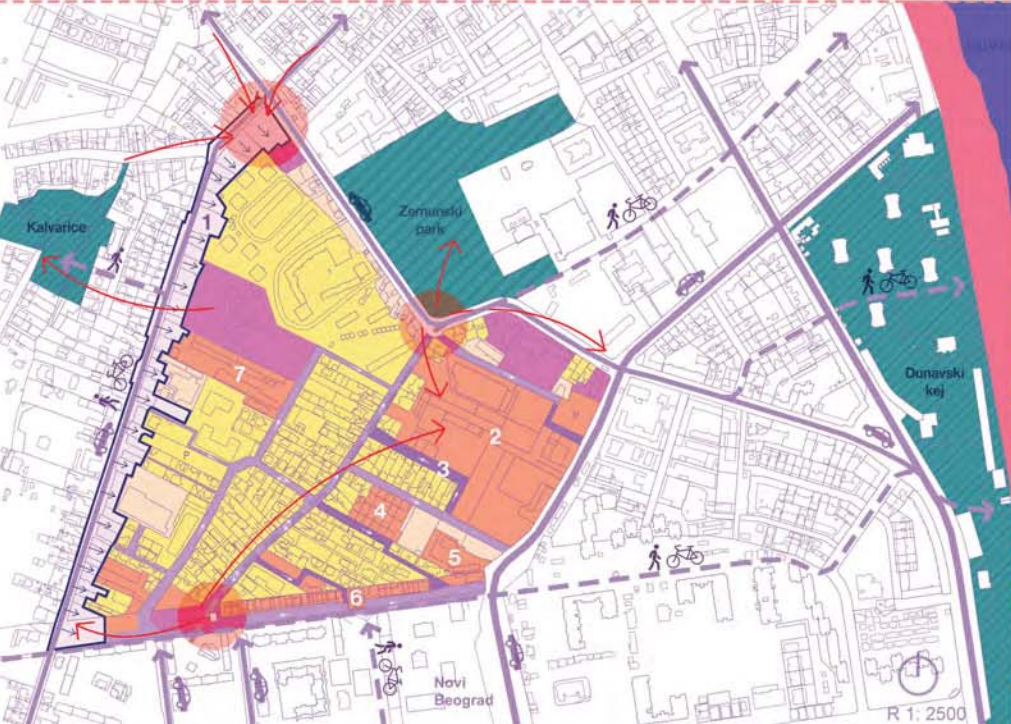 Kalvarice
1
Zemunski
park
7
2
3
Dunavski
kej
4
5
6
P
Novi
Beograd
R 1: 2500